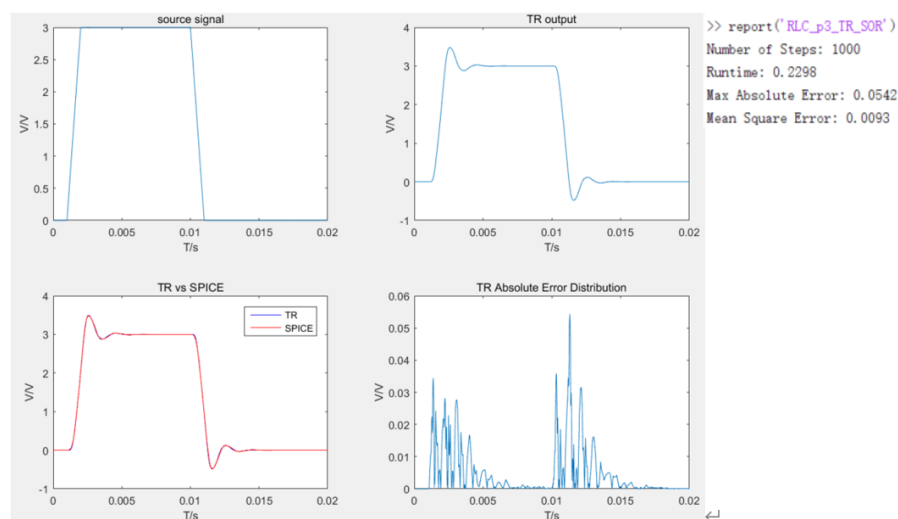 source signal
V/V
3
2.5
2
1.5
1
0.5
0
0 0.005 0.01 0.015 0.02
T/s
TR output
V/V
4
3
2
1
0
-1
0 0.005 0.01 0.015 0.02
T/s
>> report('RLC_p3_TR_SOR')
Number of Steps: 1000
Runtime: 0.2298
Max Absolute Error: 0.0542
Mean Square Error: 0.0093
TR vs SPICE
V/V
4
3
2
1
0
-1
0 0.005 0.01 0.015 0.02
T/s
TR
SPICE
TR Absolute Error Distribution
V/V
0.06
0.05
0.04
0.03
0.02
0.01
0
0 0.005 0.01 0.015 0.02
T/s